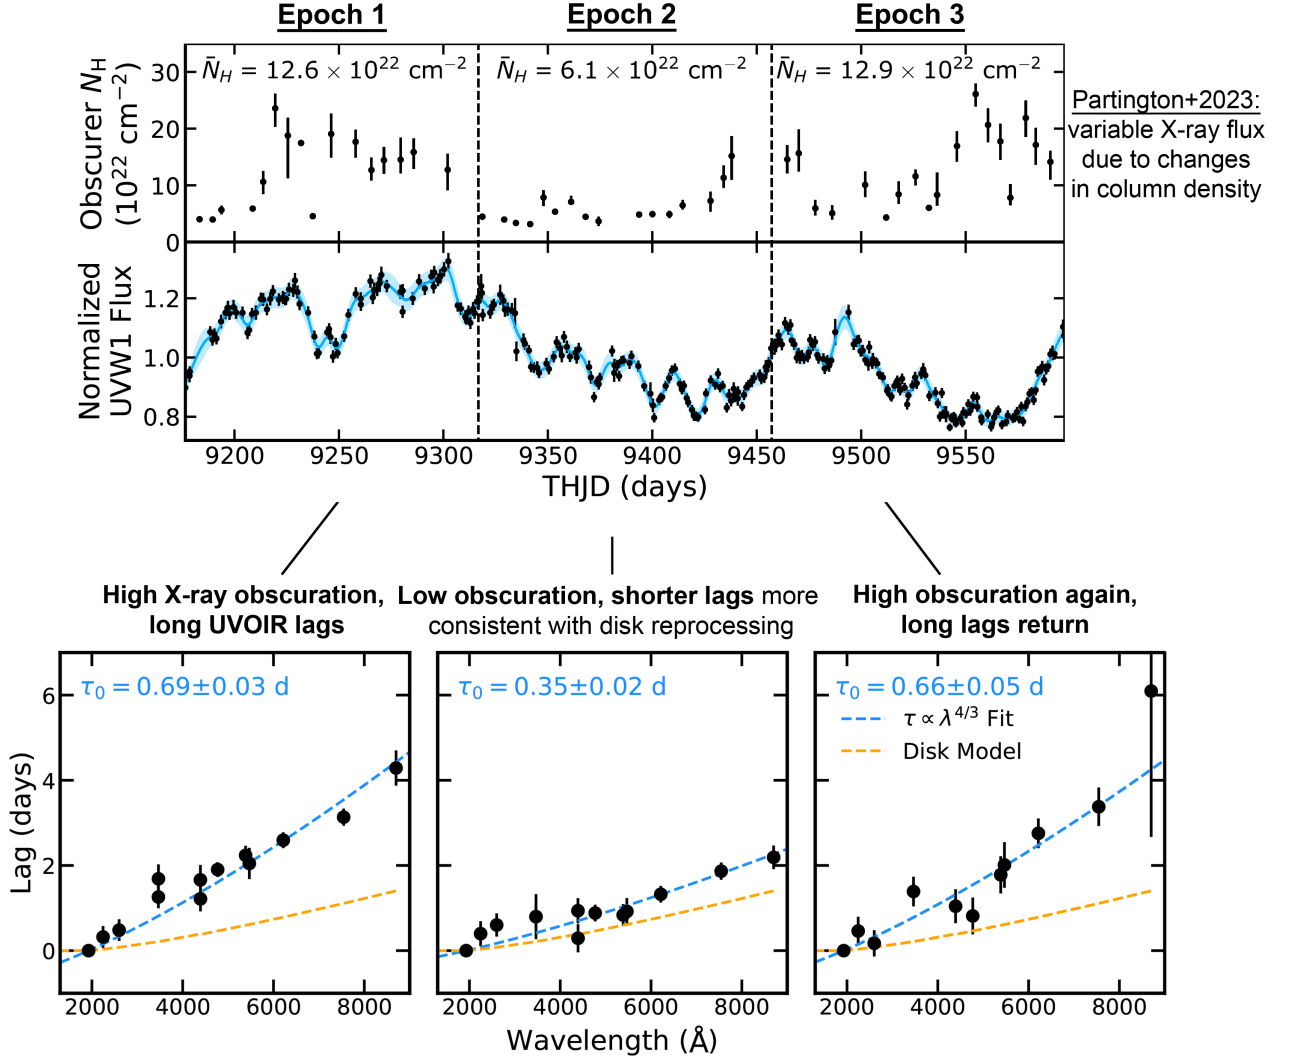 Epoch 1
Epoch 2
Epoch 3
Obscurer N_H
(10²² cm⁻²)
30
20
10
0
N̄_H = 12.6 × 10²² cm⁻²
N̄_H = 6.1 × 10²² cm⁻²
N̄_H = 12.9 × 10²² cm⁻²
Partington+2023:
variable X-ray flux
due to changes
in column density
Normalized
UVW1 Flux
1.2
1.0
0.8
9200 9250 9300 9350 9400 9450 9500 9550
THJD (days)
High X-ray obscuration,
long UVOIR lags
Low obscuration, shorter lags more
consistent with disk reprocessing
High obscuration again,
long lags return
Lag (days)
6
4
2
0
τ₀ = 0.69±0.03 d
τ₀ = 0.35±0.02 d
τ₀ = 0.66±0.05 d
τ ∝ λ^4/3 Fit
Disk Model
2000 4000 6000 8000
2000 4000 6000 8000
2000 4000 6000 8000
Wavelength (Å)